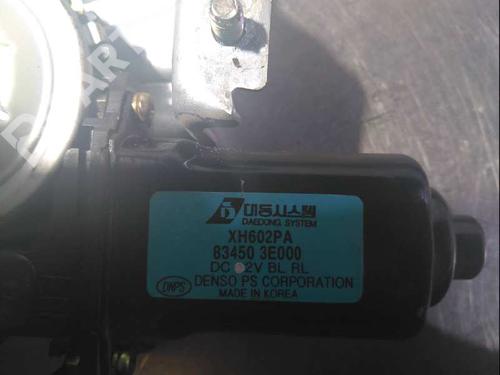 대동시스템
DAEDONG SYSTEM
XH602PA
83450 3E000
DC 2V BL RL
DENSO PS CORPORATION
DNPS
MADE IN KOREA